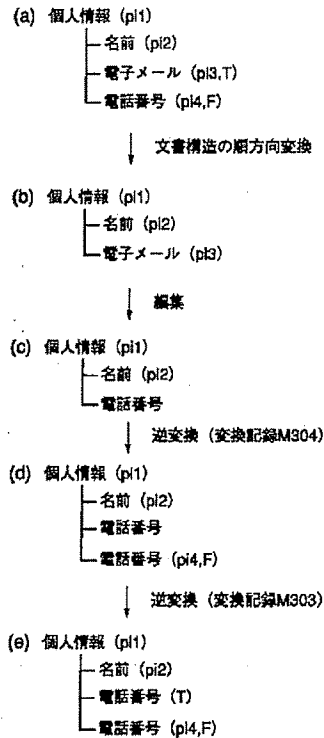 (a) 個人情報 (pi1)
名前 (pi2)
電子メール (pi3,T)
電話番号 (pi4,F)
文書構造の順方向変換
(b) 個人情報 (pi1)
名前 (pi2)
電子メール (pi3)
編集
(c) 個人情報 (pi1)
名前 (pi2)
電話番号
逆変換 (変換記録M304)
(d) 個人情報 (pi1)
名前 (pi2)
電話番号
電話番号 (pi4,F)
逆変換 (変換記録M303)
(e) 個人情報 (pi1)
名前 (pi2)
電話番号 (T)
電話番号 (pi4,F)